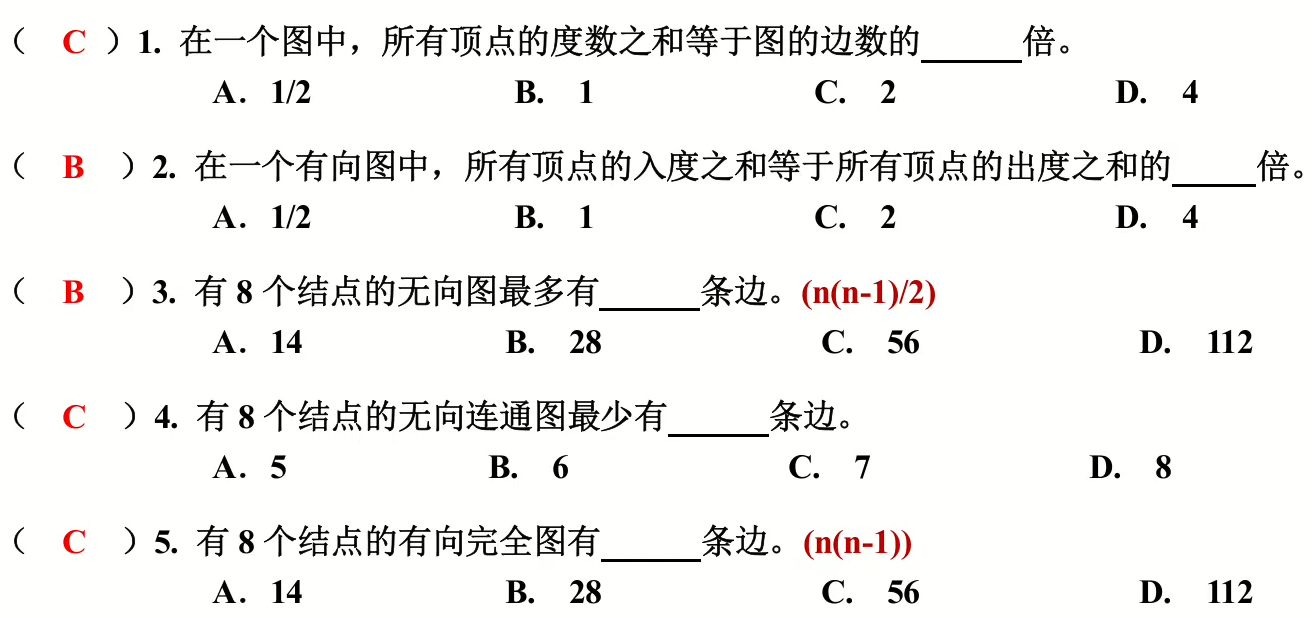 （ C ）1. 在一个图中，所有顶点的度数之和等于图的边数的______倍。
A．1/2 B. 1 C. 2 D. 4
（ B ）2. 在一个有向图中，所有顶点的入度之和等于所有顶点的出度之和的_____倍。
A．1/2 B. 1 C. 2 D. 4
（ B ）3. 有 8 个结点的无向图最多有______条边。(n(n-1)/2)
A．14 B. 28 C. 56 D. 112
（ C ）4. 有 8 个结点的无向连通图最少有______条边。
A．5 B. 6 C. 7 D. 8
（ C ）5. 有 8 个结点的有向完全图有______条边。(n(n-1))
A．14 B. 28 C. 56 D. 112